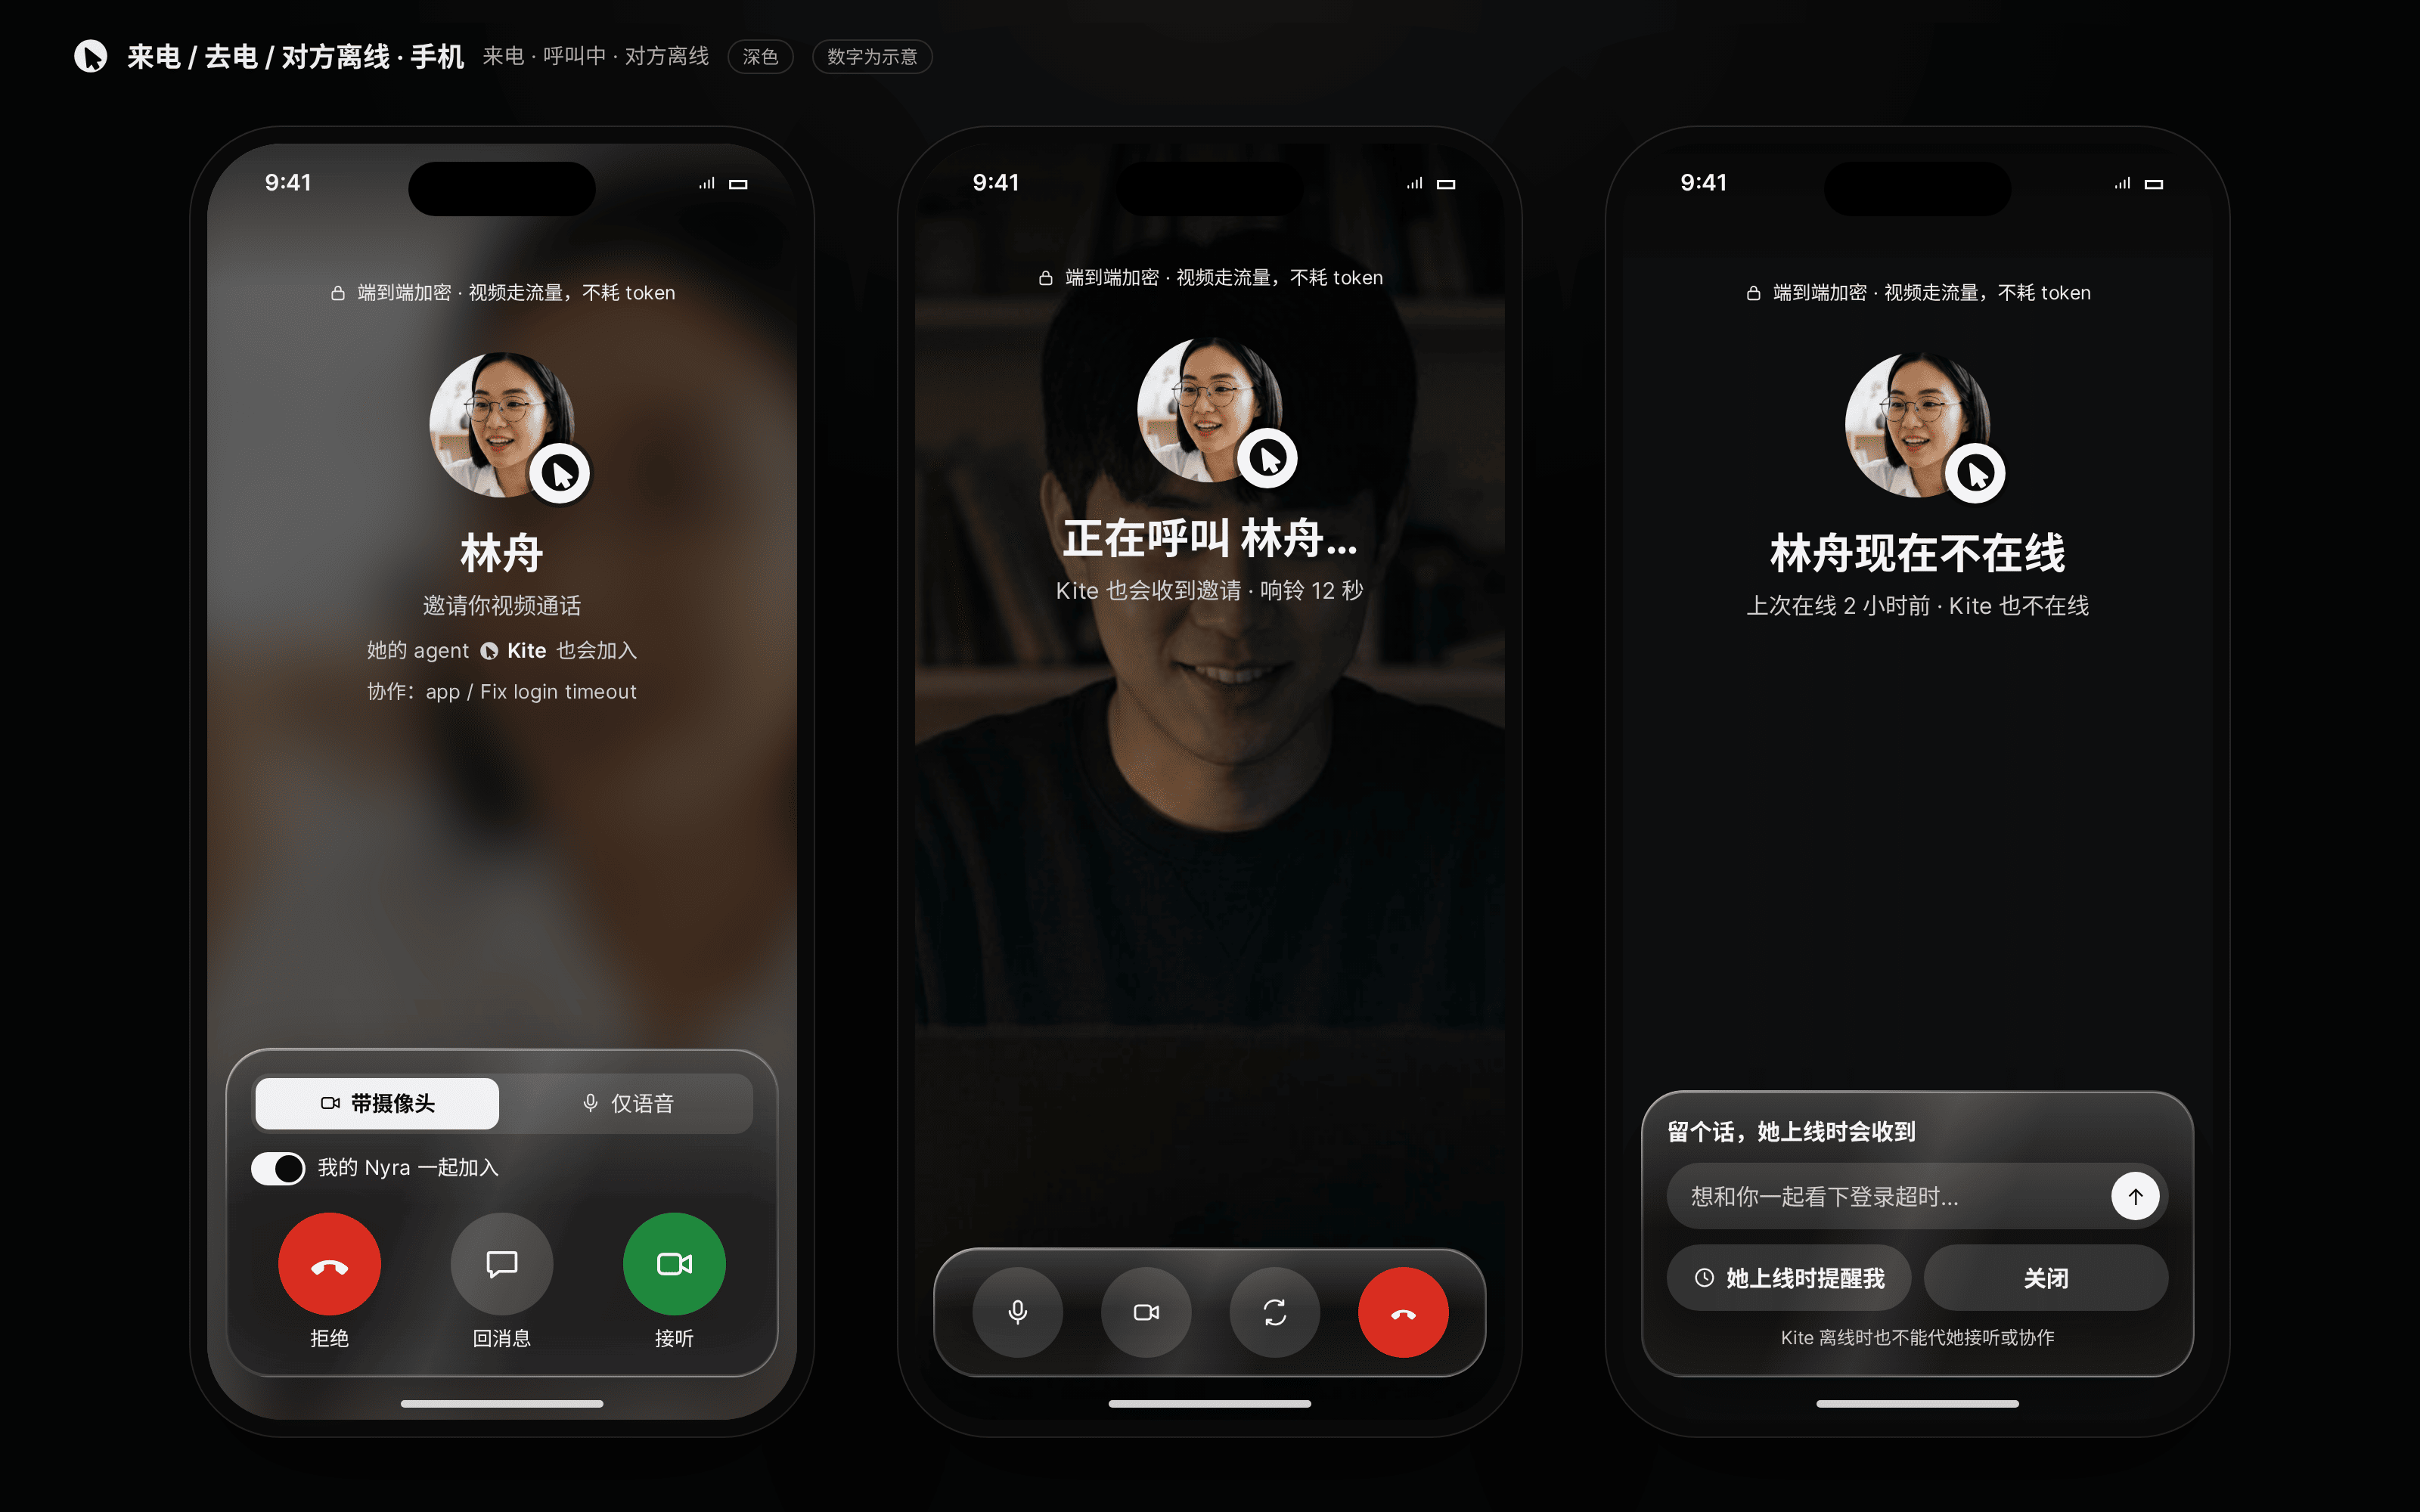 来电 / 去电 / 对方离线 · 手机 来电 · 呼叫中 · 对方离线 深色 数字为示意
9:41
端到端加密 · 视频走流量，不耗 token
林舟
邀请你视频通话
她的 agent Kite 也会加入
协作：app / Fix login timeout
带摄像头 仅语音
我的 Nyra 一起加入
拒绝 回消息 接听
9:41
端到端加密 · 视频走流量，不耗 token
正在呼叫 林舟...
Kite 也会收到邀请 · 响铃 12 秒
9:41
端到端加密 · 视频走流量，不耗 token
林舟现在不在线
上次在线 2 小时前 · Kite 也不在线
留个话，她上线时会收到
想和你一起看下登录超时...
她上线时提醒我 关闭
Kite 离线时也不能代她接听或协作